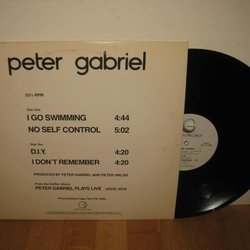 peter gabriel
33⅓ RPM
Side One
I GO SWIMMING 4:44
NO SELF CONTROL 5:02
Side Two
D.I.Y. 4:20
I DON'T REMEMBER 4:20
PRODUCED BY PETER GABRIEL AND PETER WALSH
From the Geffen album
PETER GABRIEL PLAYS LIVE (2GHS 4012)
Promotional Copy Not For Sale